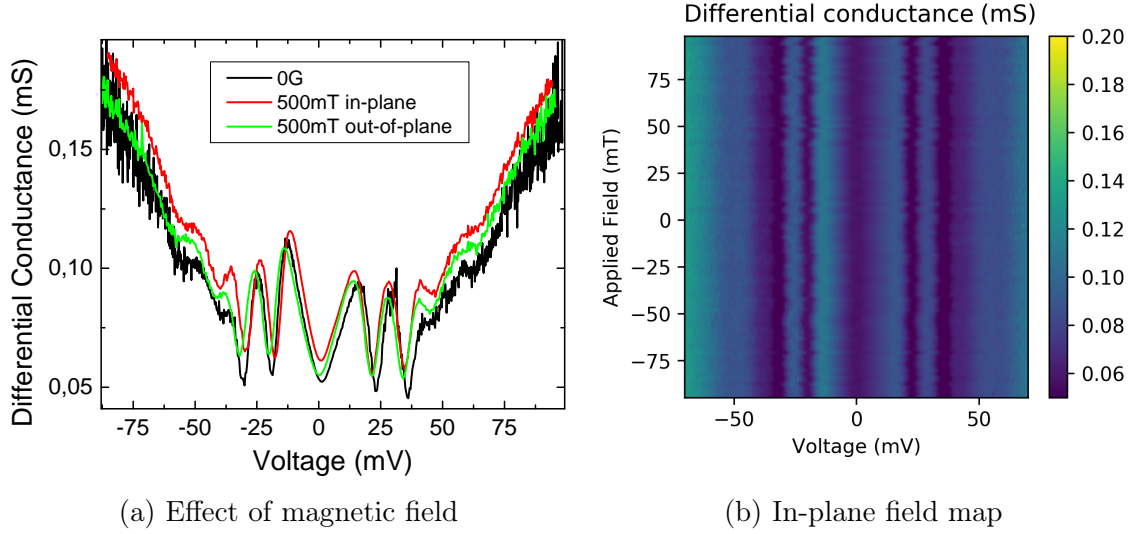 Differential Conductance (mS)
0,15
0,10
0,05
0G
500mT in-plane
500mT out-of-plane
-75 -50 -25 0 25 50 75
Voltage (mV)
(a) Effect of magnetic field
Differential conductance (mS)
Applied Field (mT)
75
50
25
0
−25
−50
−75
−50 0 50
Voltage (mV)
0.20
0.18
0.16
0.14
0.12
0.10
0.08
0.06
(b) In-plane field map